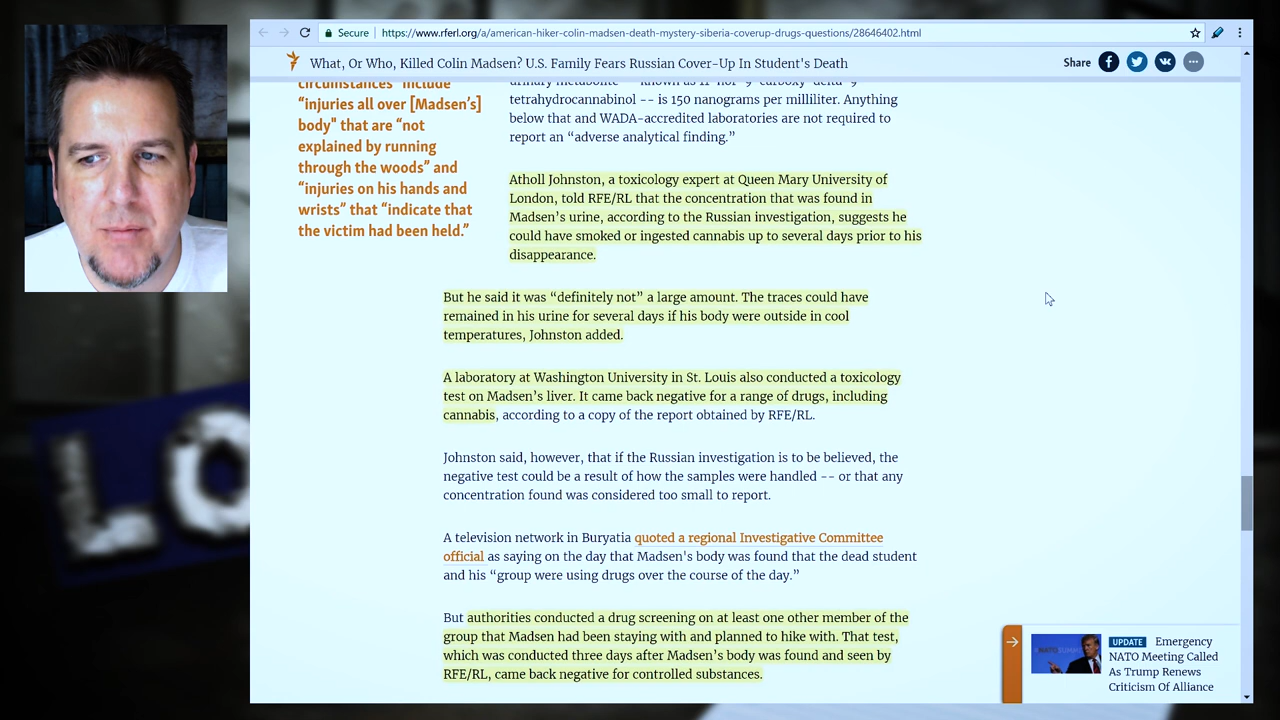 Secure
https://www.rferl.org/a/american-hiker-colin-madsen-death-mystery-siberia-coverup-drugs-questions/28646402.html
What, Or Who, Killed Colin Madsen? U.S. Family Fears Russian Cover-Up In Student's Death
Share
circumstances" include
“injuries all over [Madsen’s]
body" that are “not
explained by running
through the woods” and
“injuries on his hands and
wrists” that “indicate that
the victim had been held.”
urinary metabolite -- known as 11-nor-9-carboxy-delta-9-
tetrahydrocannabinol -- is 150 nanograms per milliliter. Anything
below that and WADA-accredited laboratories are not required to
report an “adverse analytical finding.”
Atholl Johnston, a toxicology expert at Queen Mary University of
London, told RFE/RL that the concentration that was found in
Madsen’s urine, according to the Russian investigation, suggests he
could have smoked or ingested cannabis up to several days prior to his
disappearance.
But he said it was “definitely not” a large amount. The traces could have
remained in his urine for several days if his body were outside in cool
temperatures, Johnston added.
A laboratory at Washington University in St. Louis also conducted a toxicology
test on Madsen’s liver. It came back negative for a range of drugs, including
cannabis, according to a copy of the report obtained by RFE/RL.
Johnston said, however, that if the Russian investigation is to be believed, the
negative test could be a result of how the samples were handled -- or that any
concentration found was considered too small to report.
A television network in Buryatia quoted a regional Investigative Committee
official as saying on the day that Madsen's body was found that the dead student
and his “group were using drugs over the course of the day.”
But authorities conducted a drug screening on at least one other member of the
group that Madsen had been staying with and planned to hike with. That test,
which was conducted three days after Madsen’s body was found and seen by
RFE/RL, came back negative for controlled substances.
UPDATE Emergency
NATO Meeting Called
As Trump Renews
Criticism Of Alliance
LO